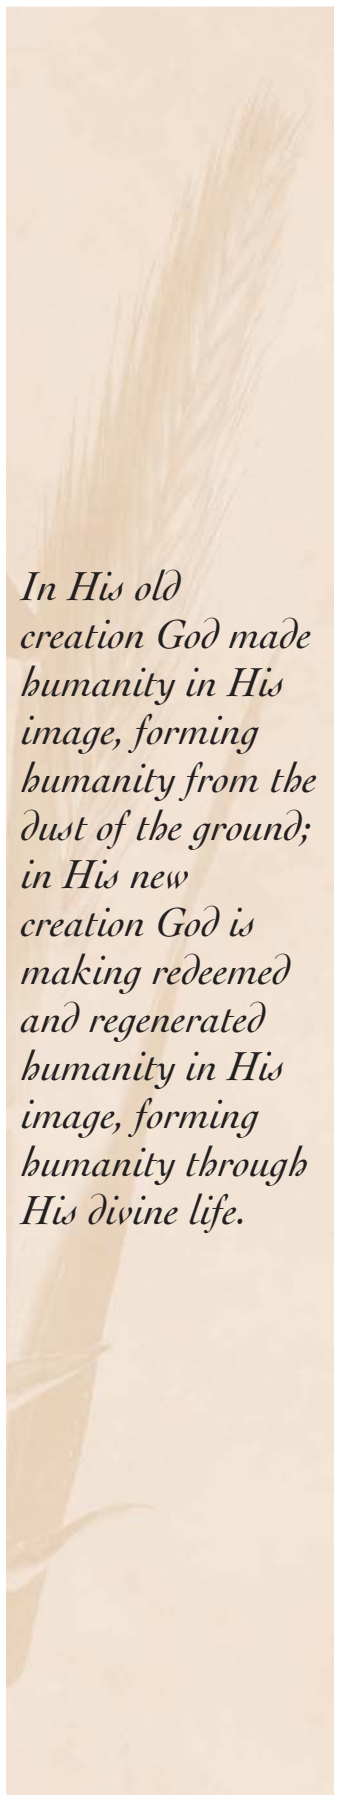 In His old
creation God made
humanity in His
image, forming
humanity from the
dust of the ground;
in His new
creation God is
making redeemed
and regenerated
humanity in His
image, forming
humanity through
His divine life.